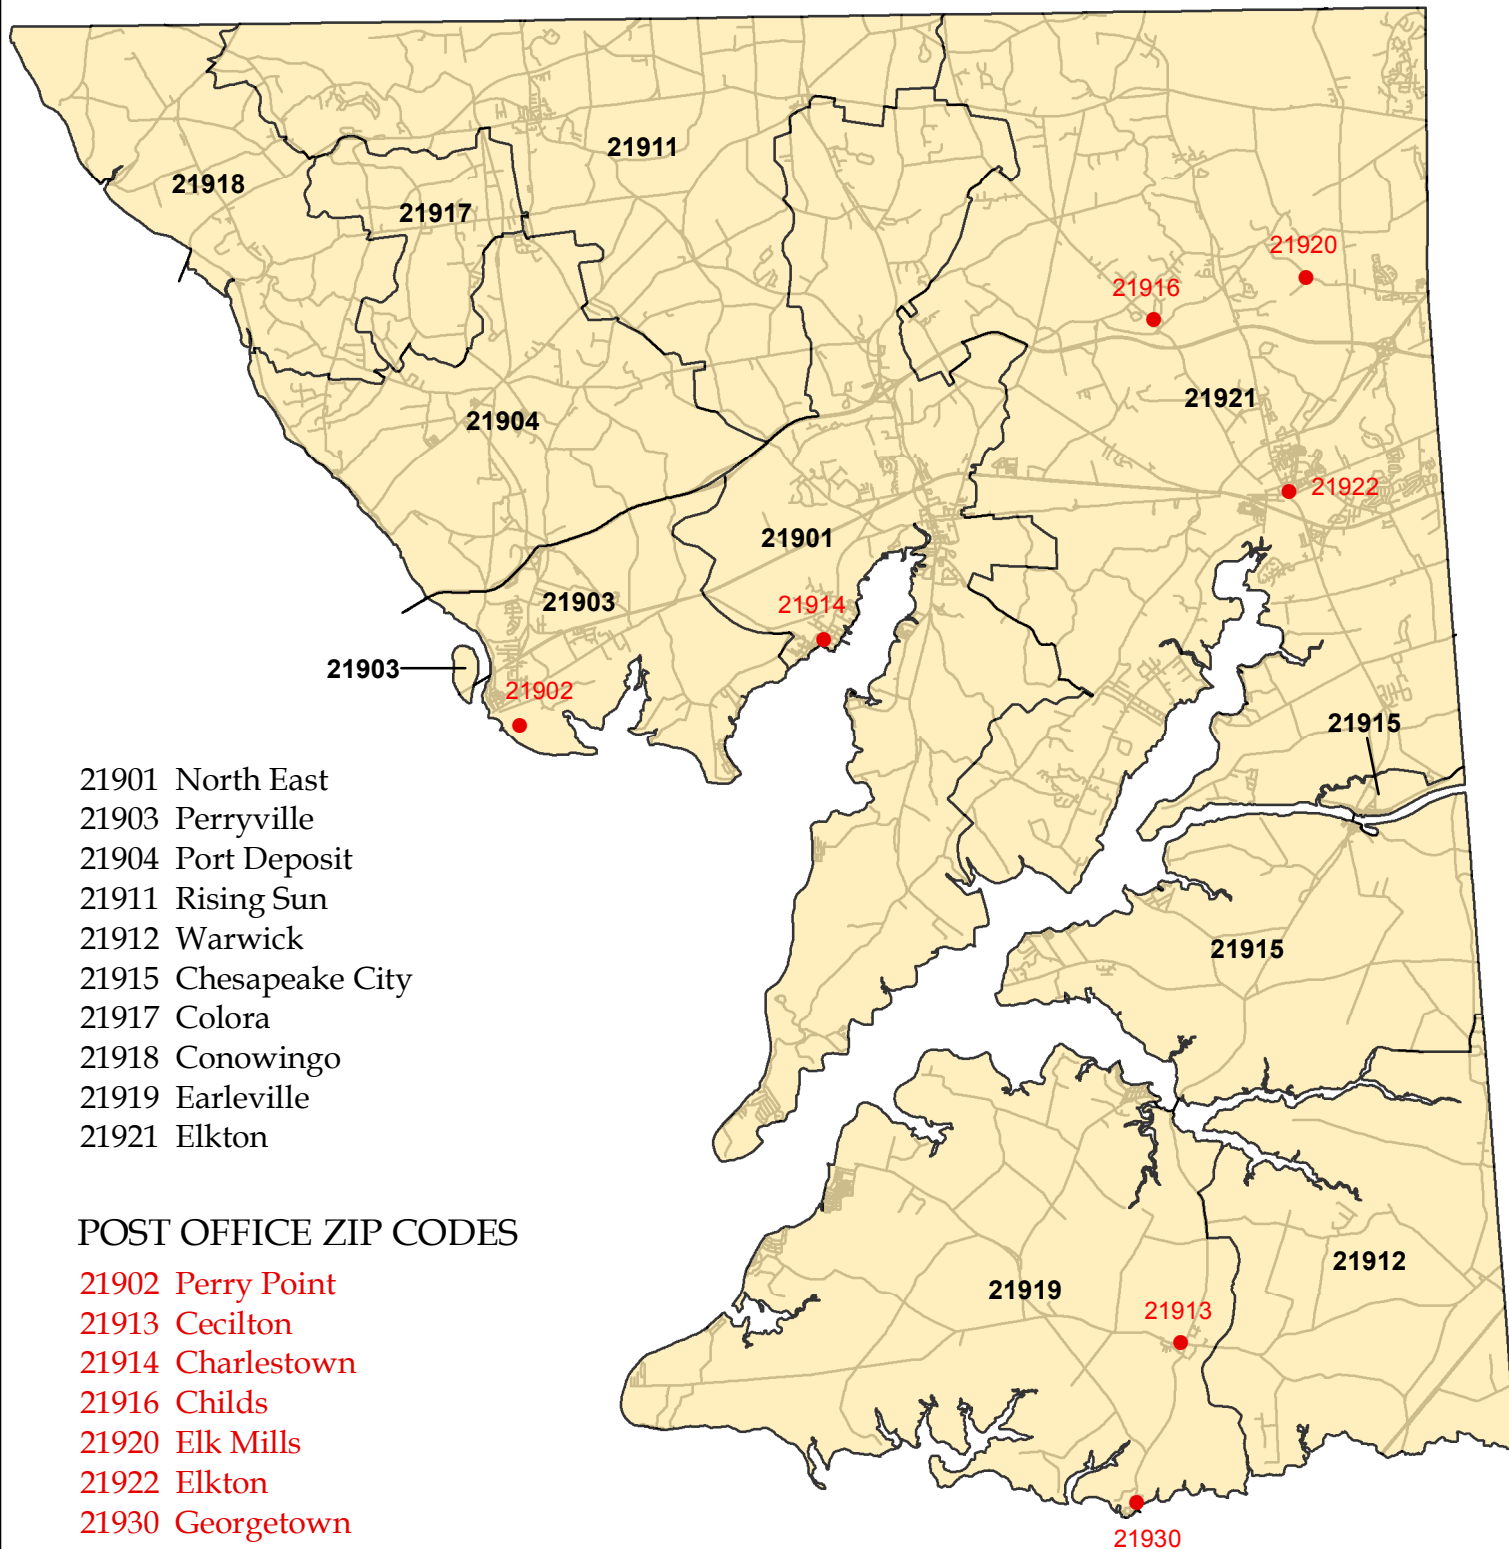 21911
21918
21917
21920
21916
21921
21904
21922
21901
21903
21914
21903
21902
21915
21901 North East
21903 Perryville
21904 Port Deposit
21911 Rising Sun
21912 Warwick
21915 Chesapeake City
21917 Colora
21918 Conowingo
21919 Earleville
21921 Elkton
21915
POST OFFICE ZIP CODES
21902 Perry Point
21913 Cecilton
21914 Charlestown
21916 Childs
21920 Elk Mills
21922 Elkton
21930 Georgetown
21912
21919
21913
21930